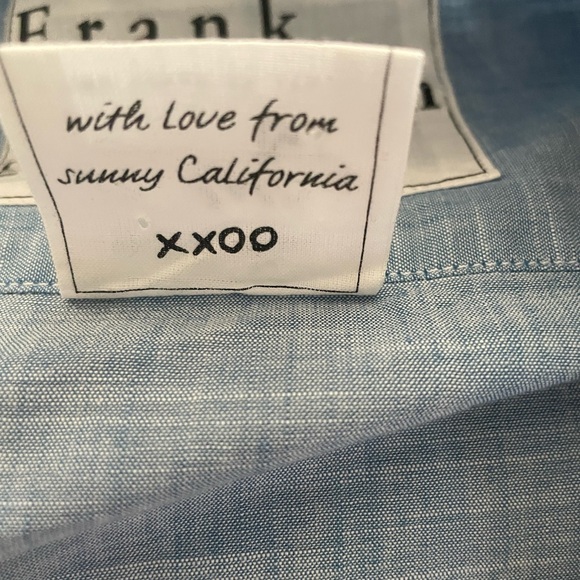 Frank
with Love from
sunny California
xxOO